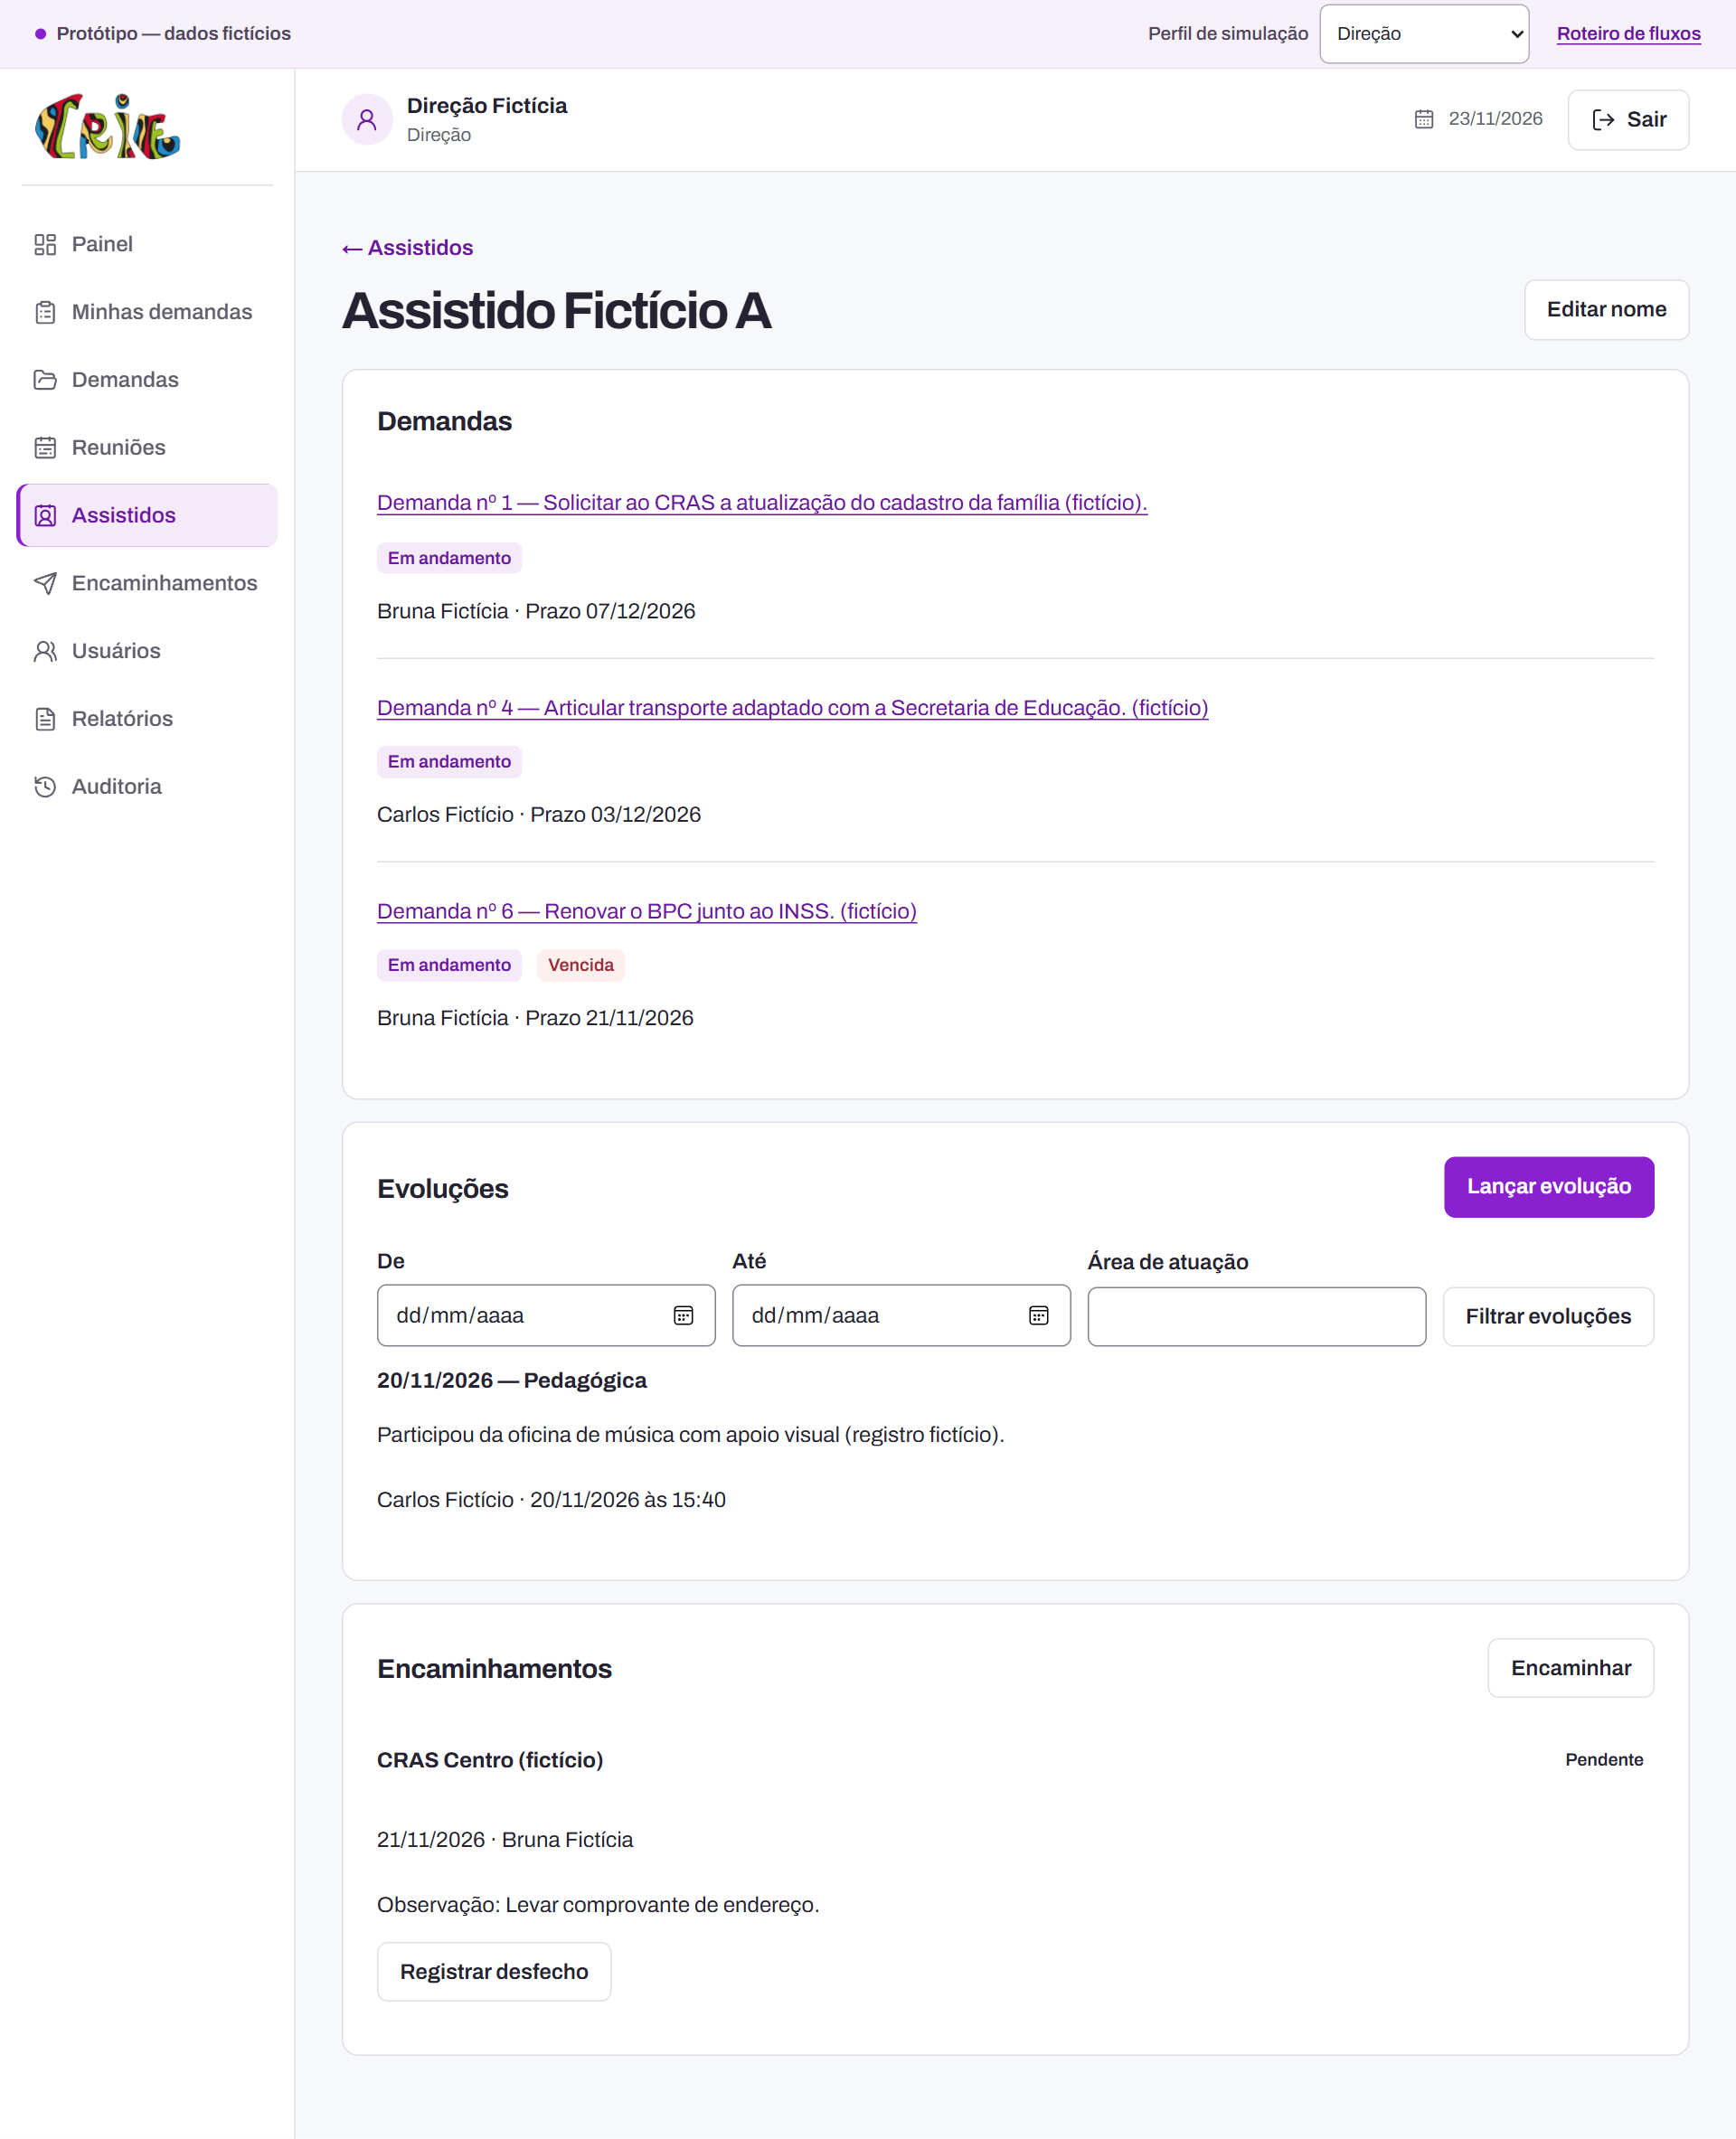 Protótipo — dados fictícios
Perfil de simulação
Direção
Roteiro de fluxos
Crie
Direção Fictícia
Direção
23/11/2026
Sair
Painel
Minhas demandas
Demandas
Reuniões
Assistidos
Encaminhamentos
Usuários
Relatórios
Auditoria
← Assistidos
Assistido Fictício A
Editar nome
Demandas
Demanda nº 1 — Solicitar ao CRAS a atualização do cadastro da família (fictício).
Em andamento
Bruna Fictícia · Prazo 07/12/2026
Demanda nº 4 — Articular transporte adaptado com a Secretaria de Educação. (fictício)
Em andamento
Carlos Fictício · Prazo 03/12/2026
Demanda nº 6 — Renovar o BPC junto ao INSS. (fictício)
Em andamento Vencida
Bruna Fictícia · Prazo 21/11/2026
Evoluções
Lançar evolução
De
Até
Área de atuação
dd/mm/aaaa
dd/mm/aaaa
Filtrar evoluções
20/11/2026 — Pedagógica
Participou da oficina de música com apoio visual (registro fictício).
Carlos Fictício · 20/11/2026 às 15:40
Encaminhamentos
Encaminhar
CRAS Centro (fictício)
Pendente
21/11/2026 · Bruna Fictícia
Observação: Levar comprovante de endereço.
Registrar desfecho